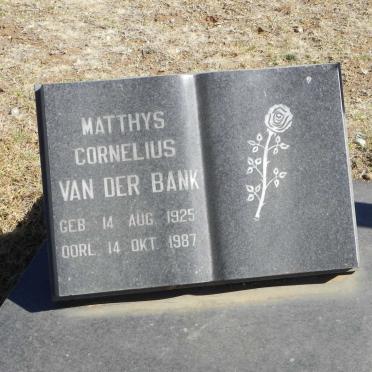 MATTHYS
CORNELIUS
VAN DER BANK
GEB. 14 AUG. 1925
OORL. 14 OKT. 1987